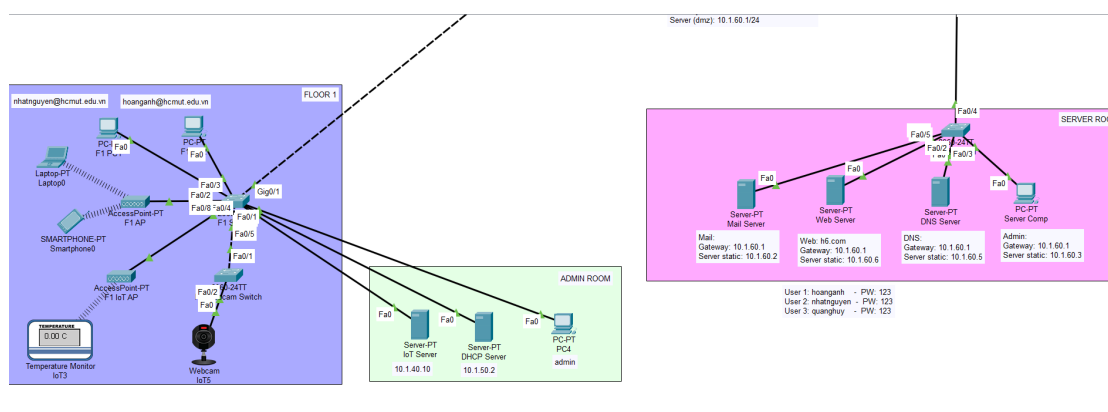 Server (dmz): 10.1.60.1/24
FLOOR 1
nhatnguyen@hcmut.edu.vn
hoanganh@hcmut.edu.vn
Fa0
F1
Fa0
F1
Laptop-PT
Laptop0
Fa0/3
Fa0/2
Gig0/1
AccessPoint-PT
F1 AP
Fa0/8
Fa0/4
Fa0/1
F1
Fa0/5
SMARTPHONE-PT
Smartphone0
Fa0/1
AccessPoint-PT
F1 IoT AP
cam Switch
Fa0/2
Fa0
TEMPERATURE
0.00 C
Temperature Monitor
IoT3
Webcam
IoT5
ADMIN ROOM
Fa0
Fa0
Fa0
Server-PT
IoT Server
10.1.40.10
Server-PT
DHCP Server
10.1.50.2
PC-PT
PC4
admin
Fa0/4
SERVER
Fa0/5
Fa0/2
Fa0/3
Fa0
Fa0
Fa0
Server-PT
Mail Server
Server-PT
Web Server
Server-PT
DNS Server
PC-PT
Server Comp
Mail:
Gateway: 10.1.60.1
Server static: 10.1.60.2
Web: h6.com
Gateway: 10.1.60.1
Server static: 10.1.60.6
DNS:
Gateway: 10.1.60.1
Server static: 10.1.60.5
Admin:
Gateway: 10.1.60.1
Server static: 10.1.60.3
User 1: hoanganh - PW: 123
User 2: nhatnguyen - PW: 123
User 3: quanghuy - PW: 123